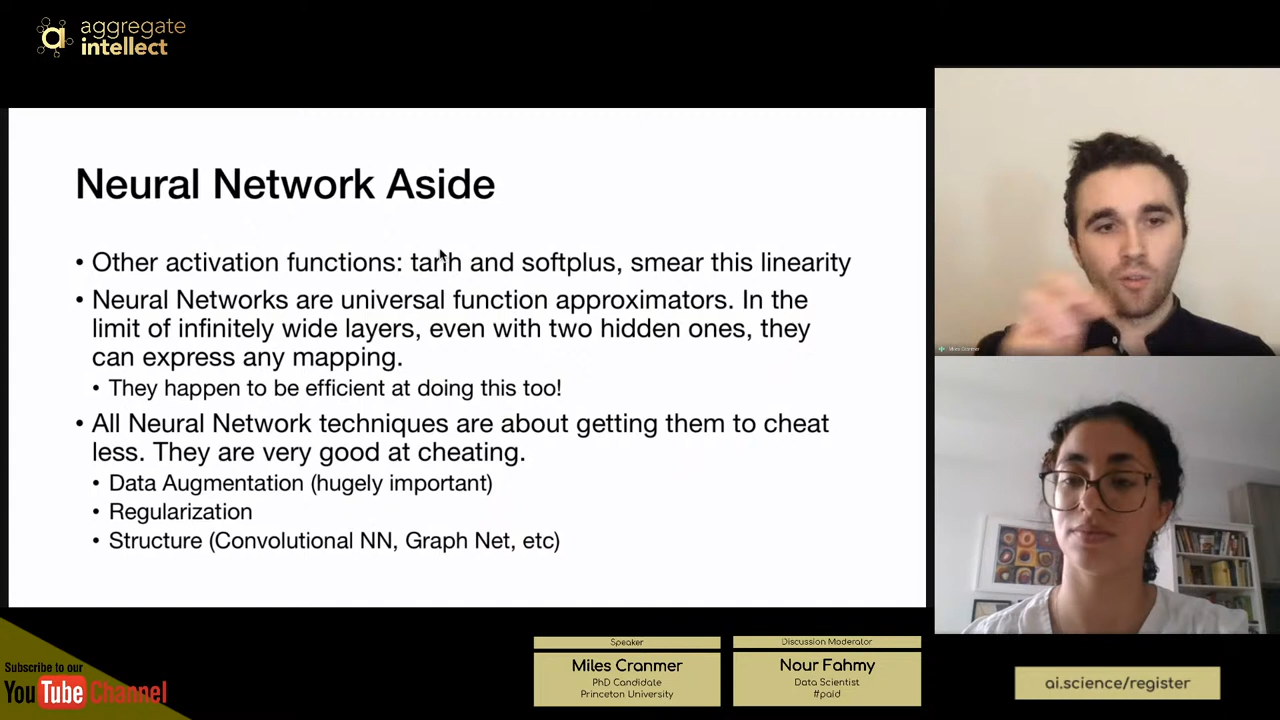 aggregate
intellect
Neural Network Aside
• Other activation functions: tanh and softplus, smear this linearity
• Neural Networks are universal function approximators. In the
limit of infinitely wide layers, even with two hidden ones, they
can express any mapping.
• They happen to be efficient at doing this too!
• All Neural Network techniques are about getting them to cheat
less. They are very good at cheating.
• Data Augmentation (hugely important)
• Regularization
• Structure (Convolutional NN, Graph Net, etc)
Miles Cranmer
Speaker
Miles Cranmer
PhD Candidate
Princeton University
Discussion Moderator
Nour Fahmy
Data Scientist
#paid
ai.science/register
Subscribe to our
YouTube Channel